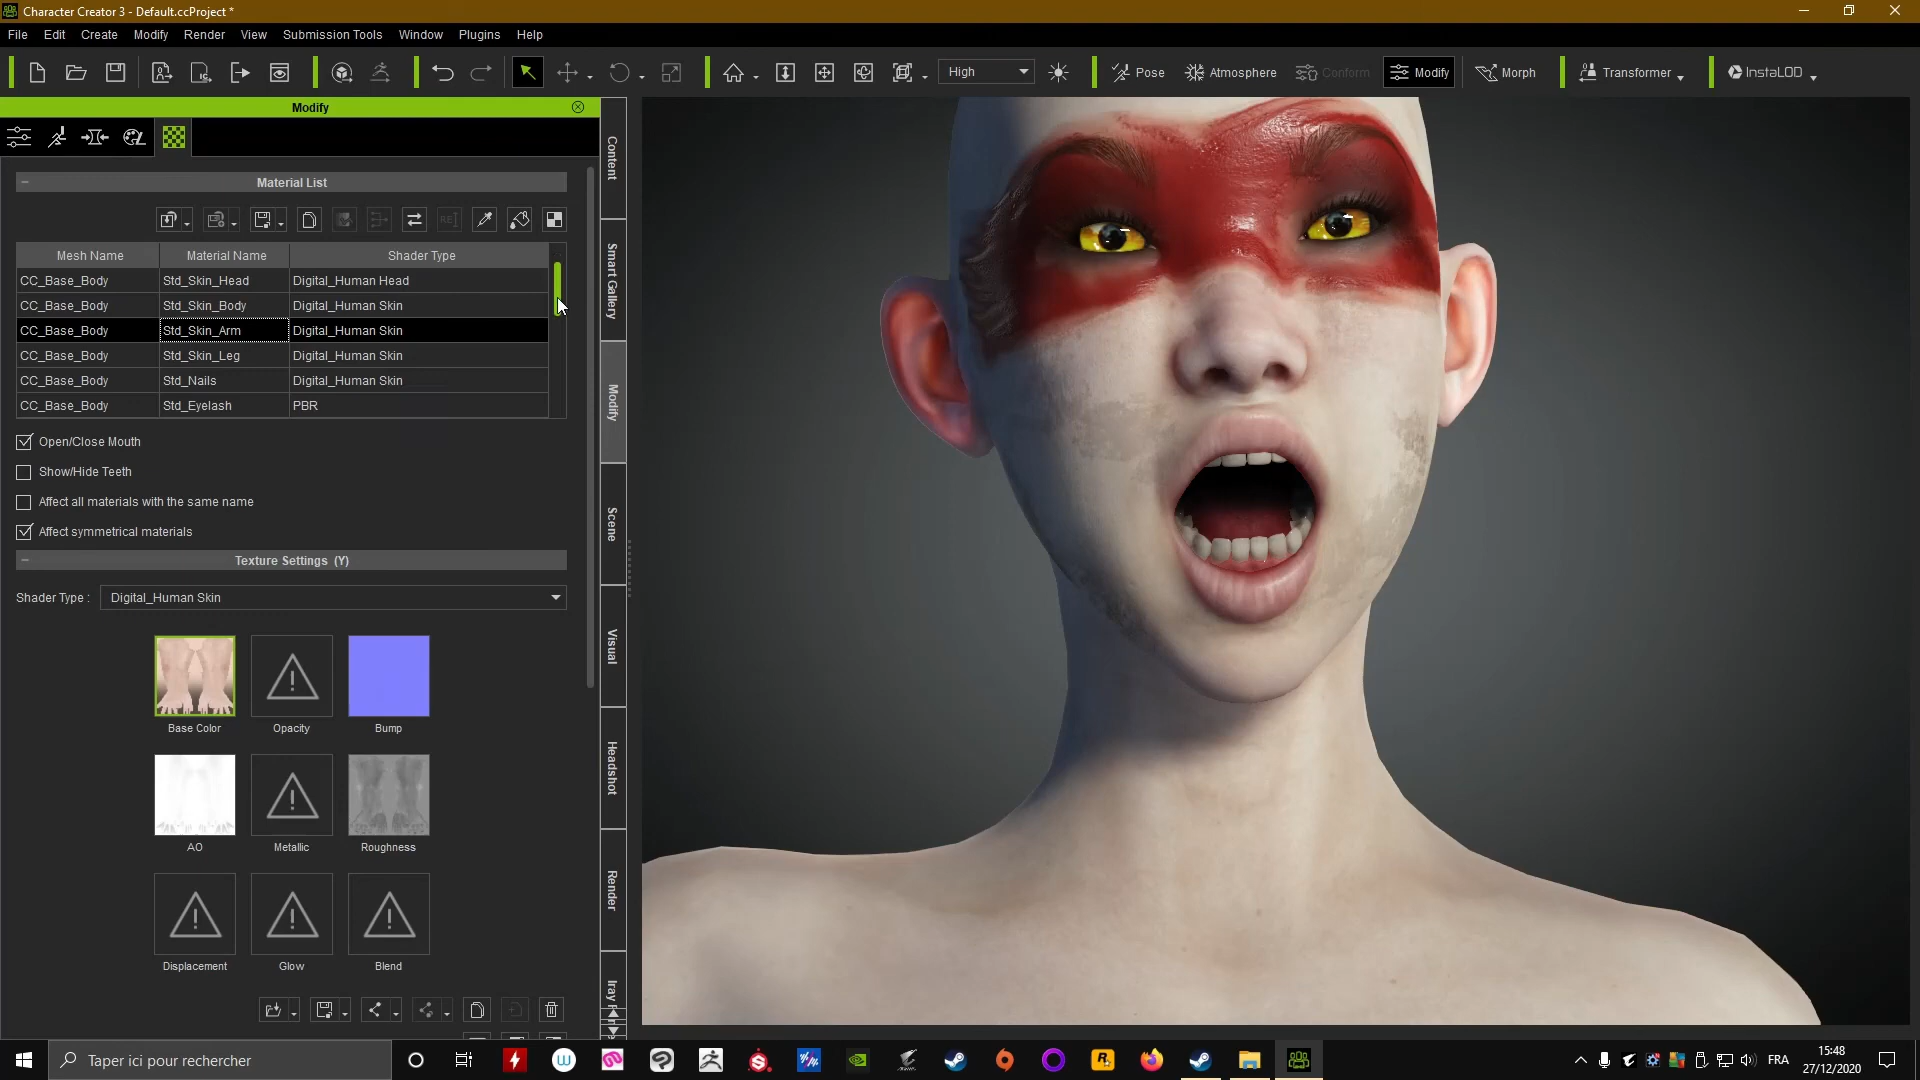 Character Creator 3 - Default.ccProject *
File Edit Create Modify Render View Submission Tools Window Plugins Help
High Pose Atmosphere Conform Modify Morph Transformer InstaLOD
Modify
Material List
Mesh Name Material Name Shader Type
CC_Base_Body Std_Skin_Head Digital_Human Head
CC_Base_Body Std_Skin_Body Digital_Human Skin
CC_Base_Body Std_Skin_Arm Digital_Human Skin
CC_Base_Body Std_Skin_Leg Digital_Human Skin
CC_Base_Body Std_Nails Digital_Human Skin
CC_Base_Body Std_Eyelash PBR
Open/Close Mouth
Show/Hide Teeth
Affect all materials with the same name
Affect symmetrical materials
Texture Settings (Y)
Shader Type : Digital_Human Skin
Base Color Opacity Bump
AO Metallic Roughness
Displacement Glow Blend
Content
Smart Gallery
Modify
Scene
Visual
Headshot
Render
Iray
Taper ici pour rechercher
FRA
15:48
27/12/2020